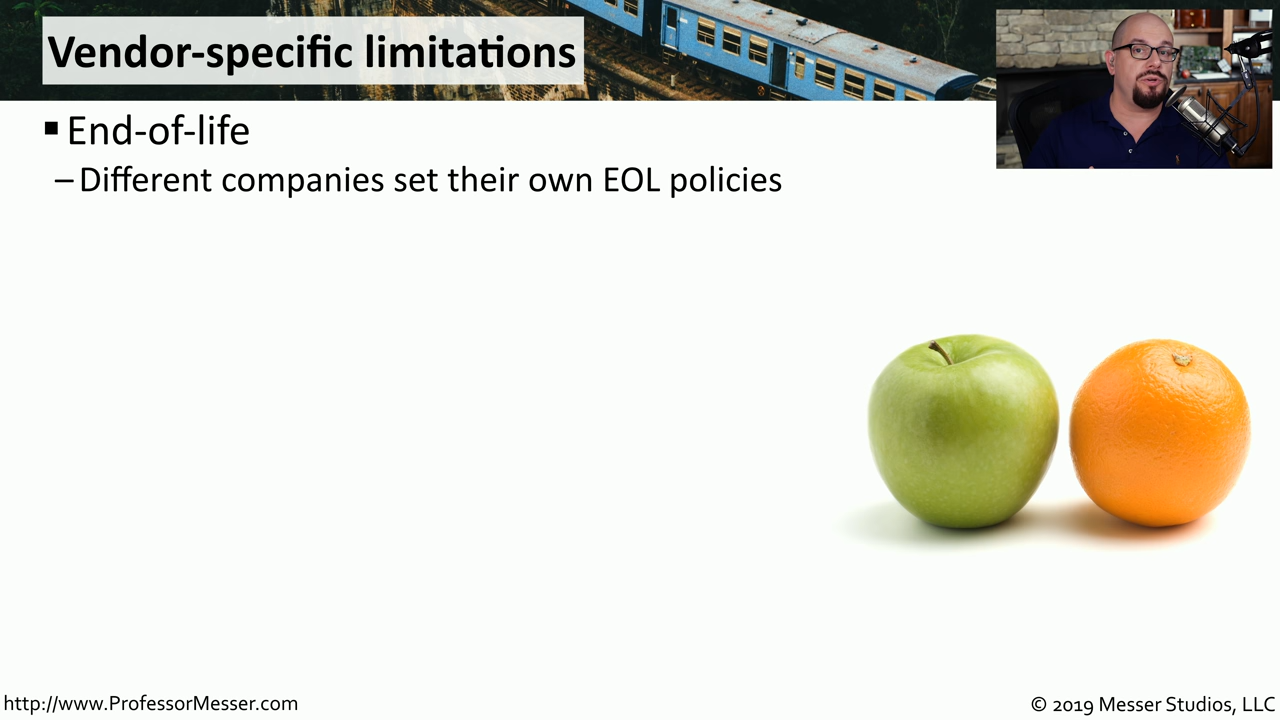 Vendor-specific limitations
▪ End-of-life
– Different companies set their own EOL policies
http://www.ProfessorMesser.com
© 2019 Messer Studios, LLC